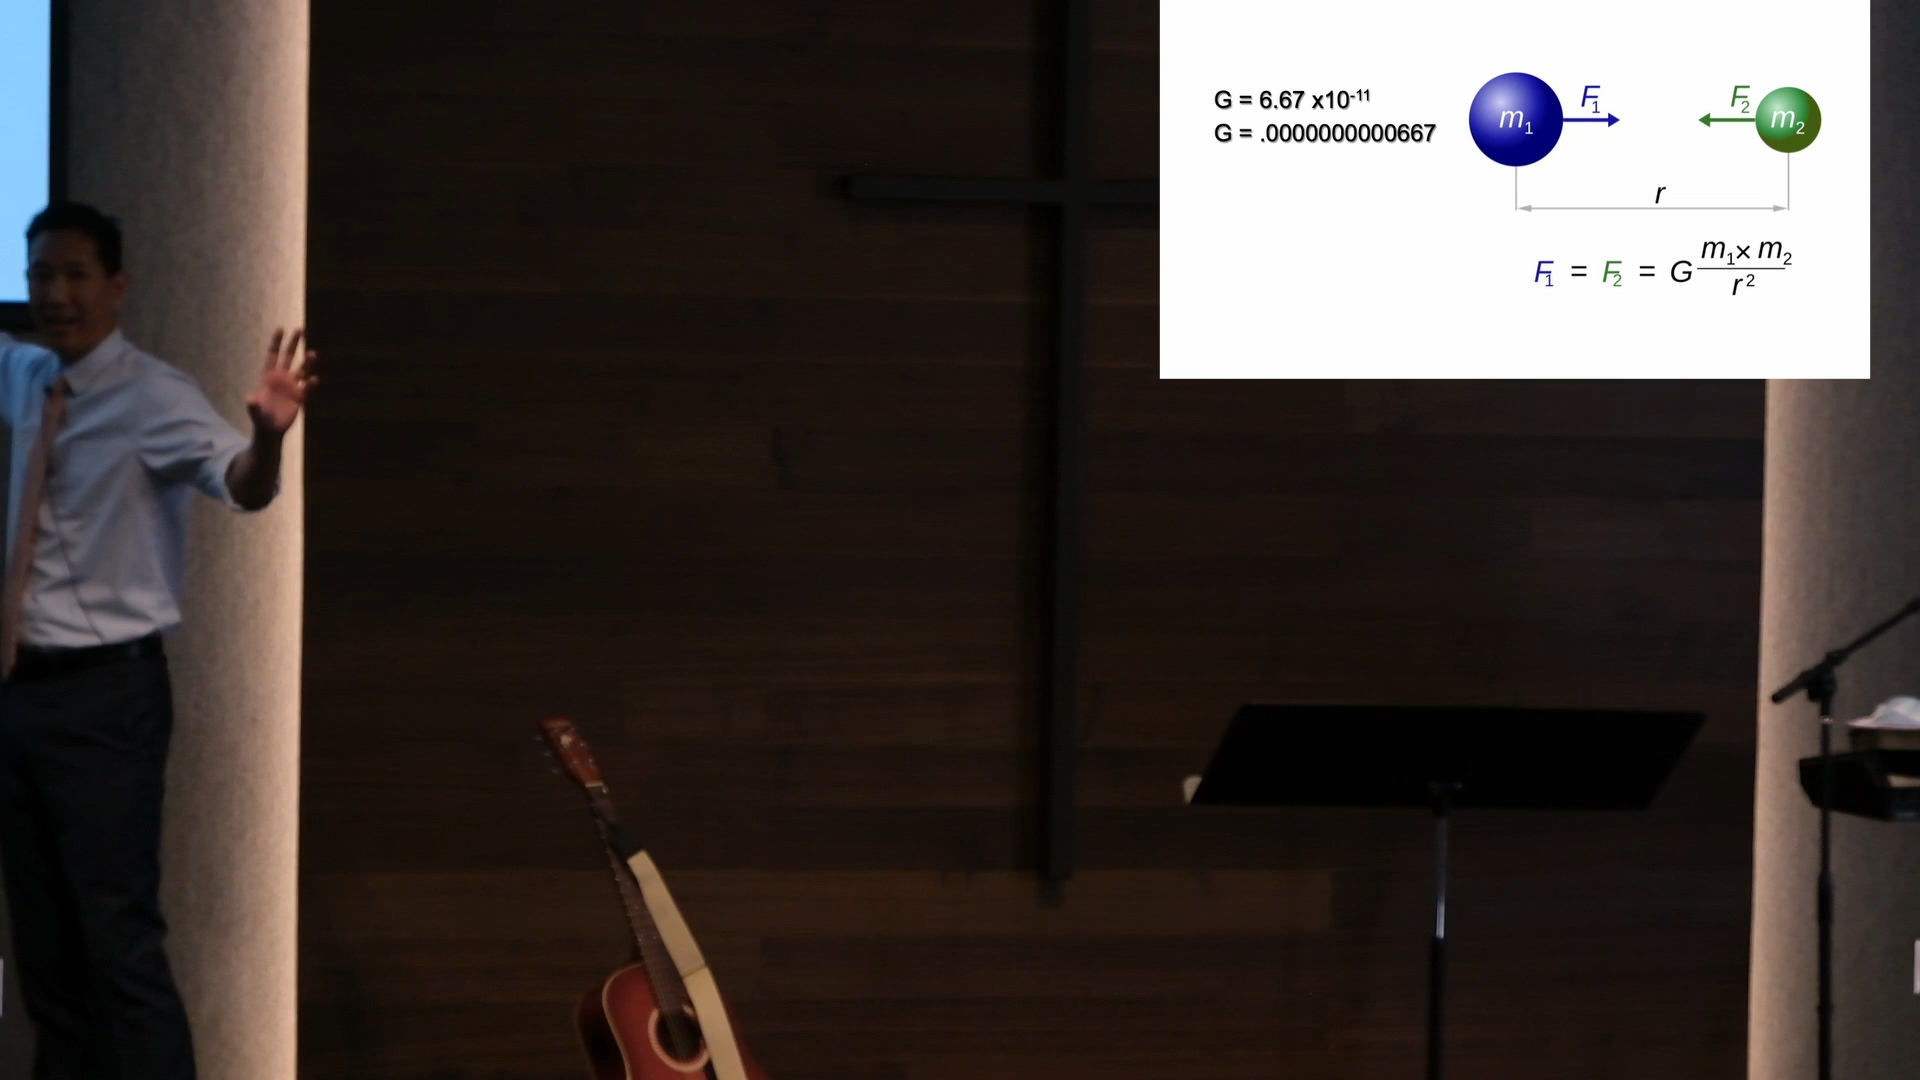 G = 6.67 x10⁻¹¹
G = .0000000000667
m₁ F₁ F₂ m₂
r
F₁ = F₂ = G m₁× m₂ / r²